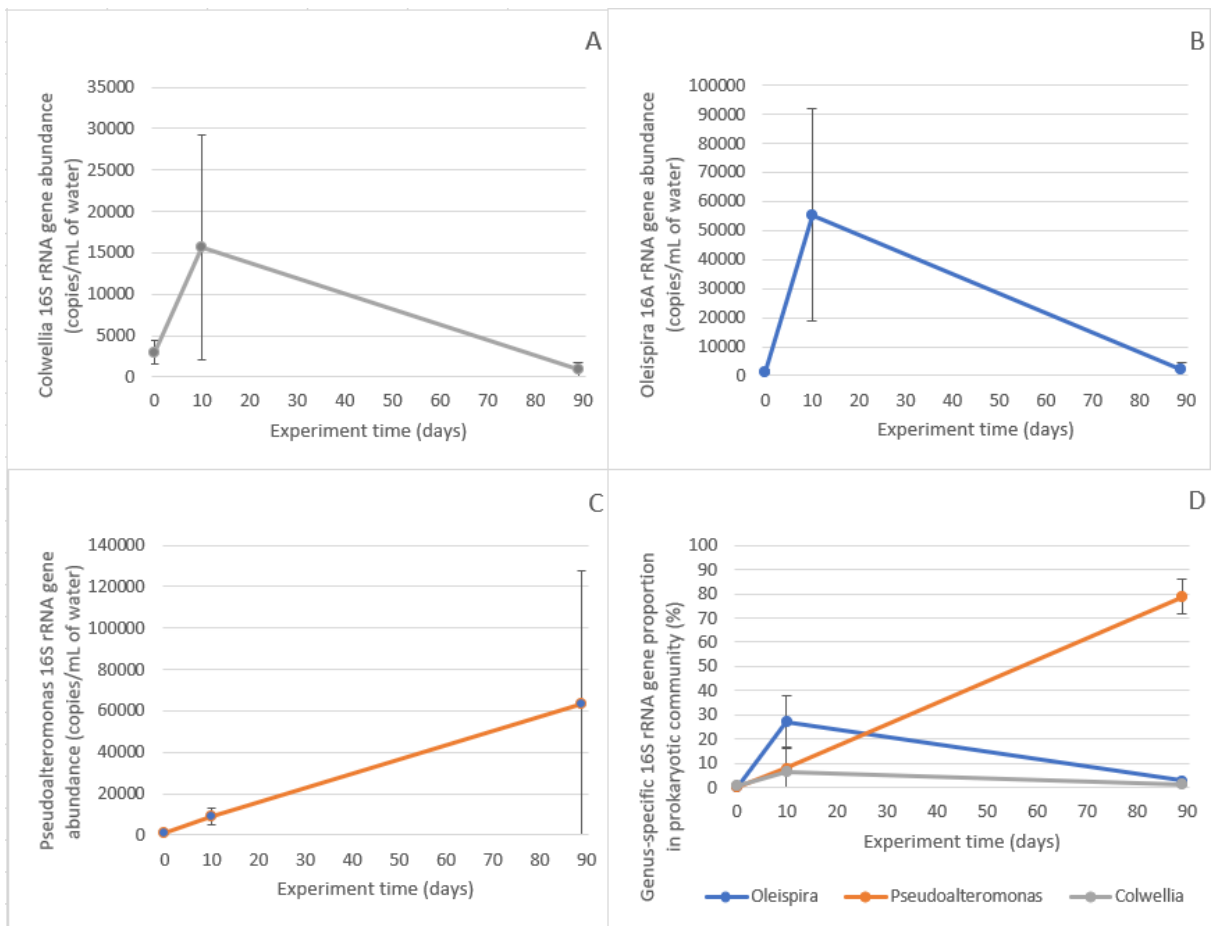 A
Colwellia 16S rRNA gene abundance
(copies/mL of water)
35000
30000
25000
20000
15000
10000
5000
0
0 10 20 30 40 50 60 70 80 90
Experiment time (days)
B
Oleispira 16A rRNA gene abundance
(copies/mL of water)
100000
90000
80000
70000
60000
50000
40000
30000
20000
10000
0
0 10 20 30 40 50 60 70 80 90
Experiment time (days)
C
Pseudoalteromonas 16S rRNA gene
abundance (copies/mL of water)
140000
120000
100000
80000
60000
40000
20000
0
0 10 20 30 40 50 60 70 80 90
Experiment time (days)
D
Genus-specific 16S rRNA gene proportion
in prokaryotic community (%)
100
90
80
70
60
50
40
30
20
10
0
0 10 20 30 40 50 60 70 80 90
Experiment time (days)
Oleispira Pseudoalteromonas Colwellia